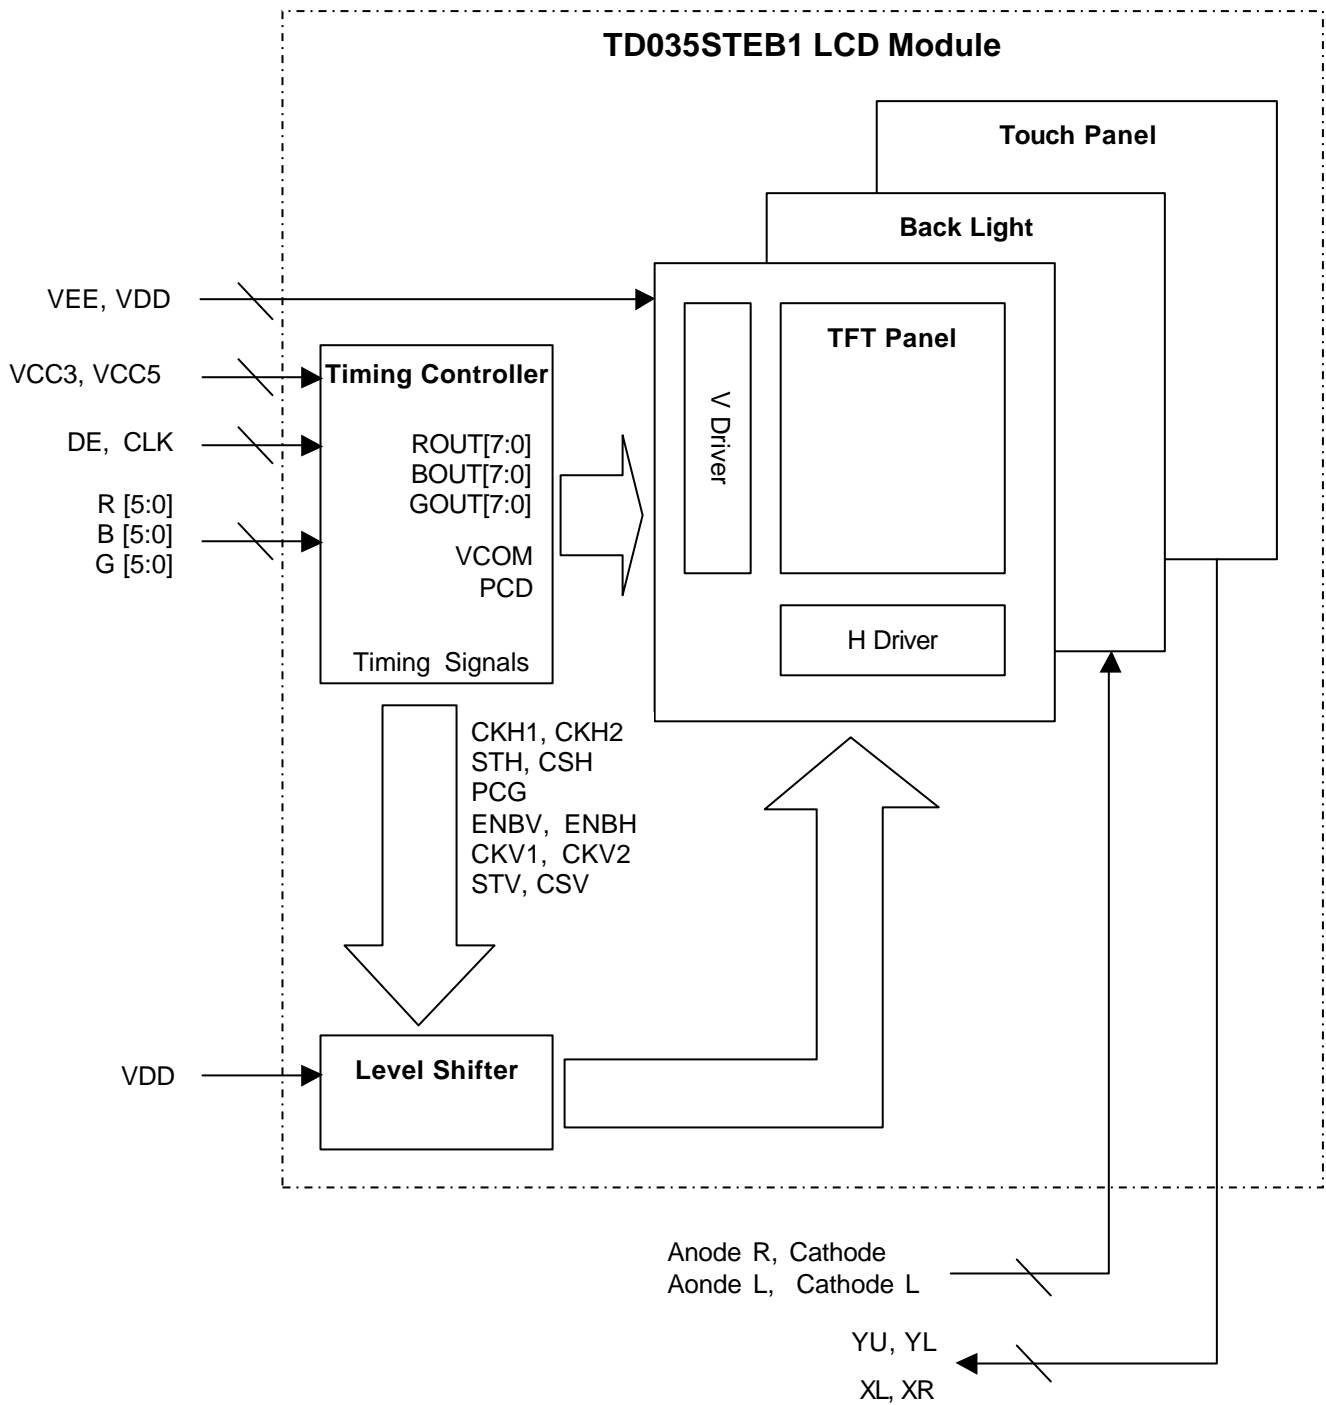 TD035STEB1 LCD Module
Touch Panel
Back Light
TFT Panel
V Driver
H Driver
VEE, VDD
VCC3, VCC5
DE, CLK
R [5:0]
B [5:0]
G [5:0]
Timing Controller
ROUT[7:0]
BOUT[7:0]
GOUT[7:0]
VCOM
PCD
Timing Signals
CKH1, CKH2
STH, CSH
PCG
ENBV, ENBH
CKV1, CKV2
STV, CSV
VDD
Level Shifter
Anode R, Cathode
Aonde L, Cathode L
YU, YL
XL, XR